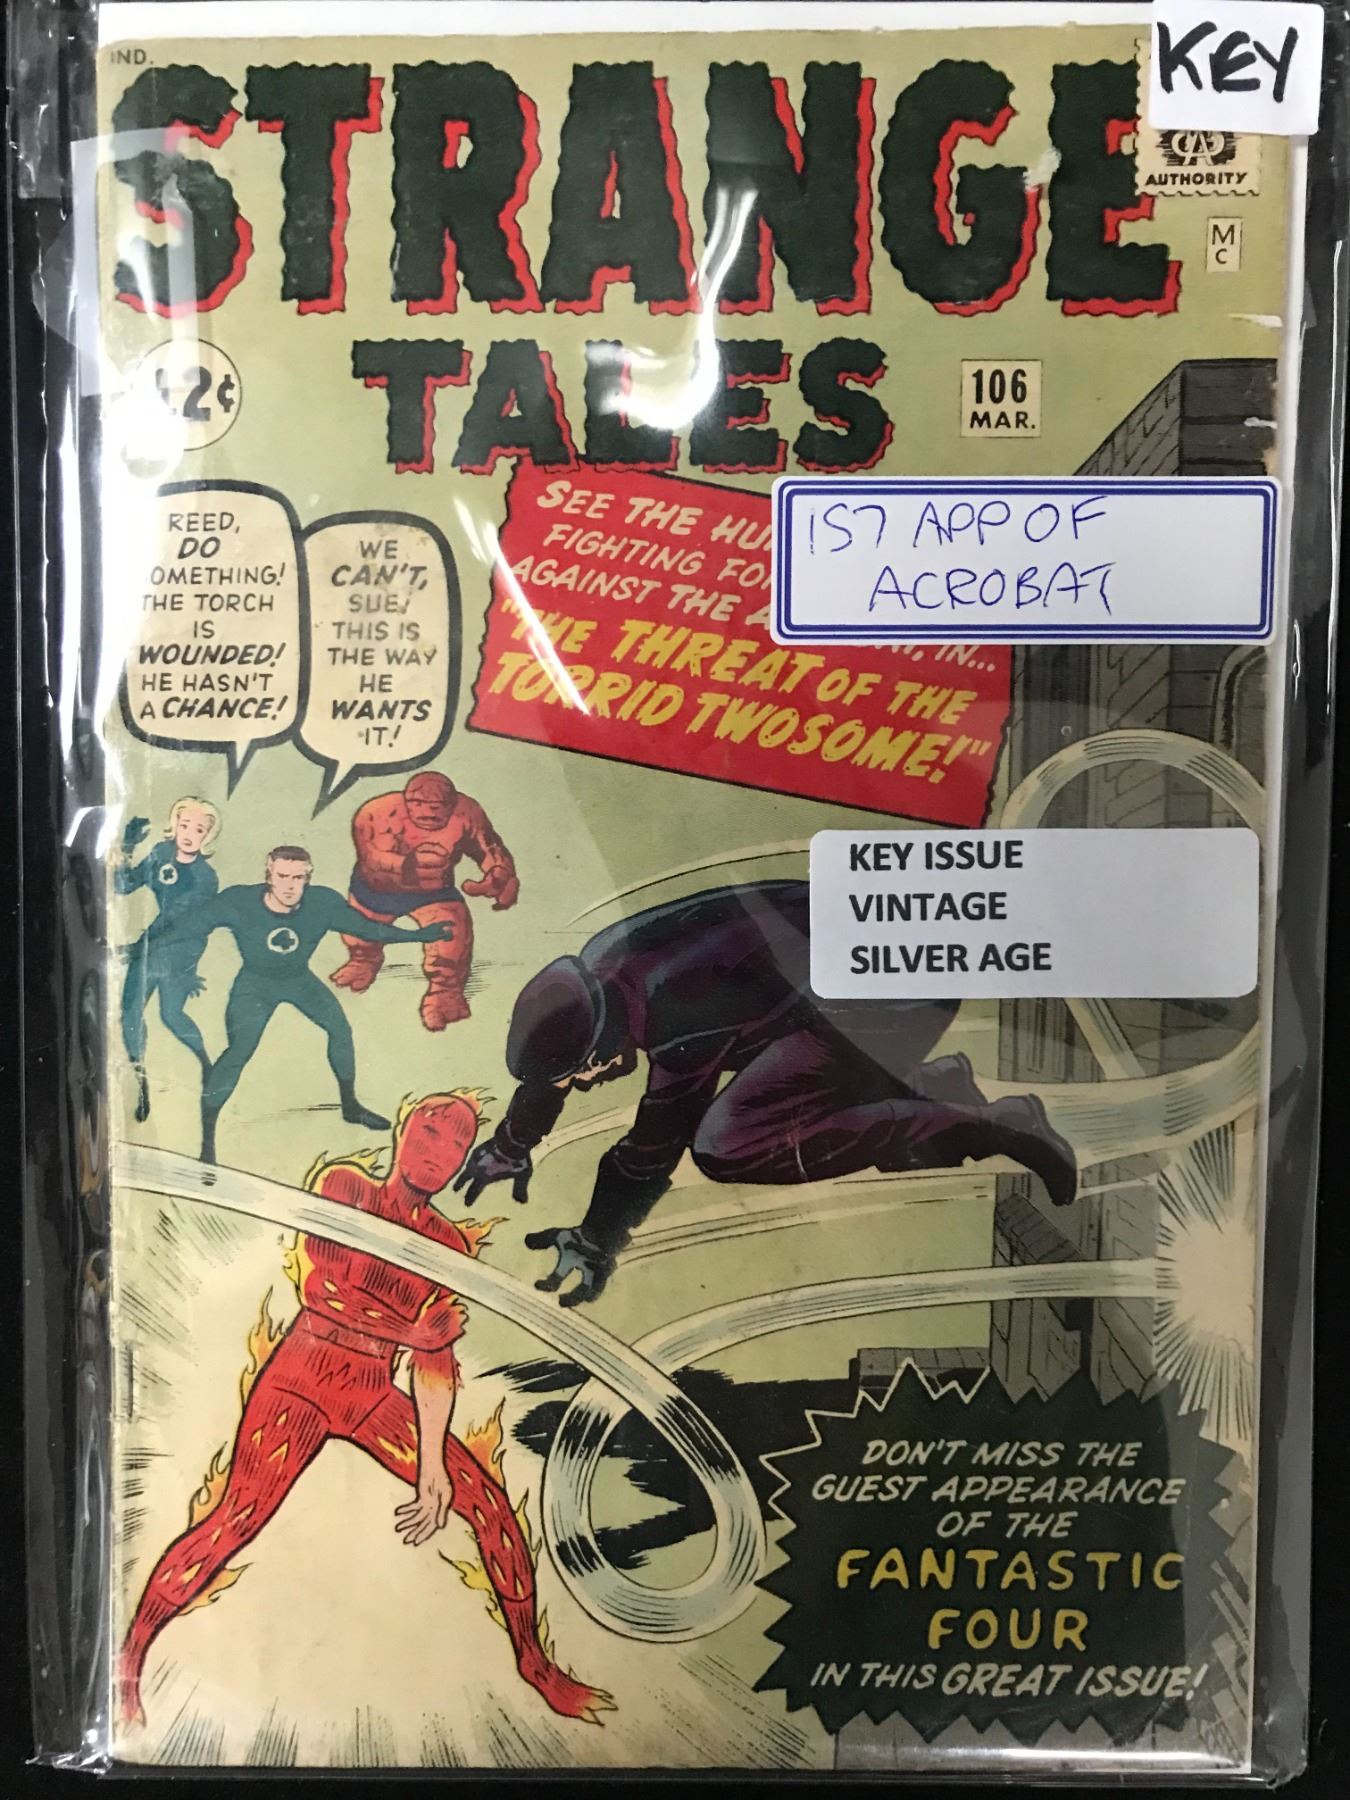 IND.
STRANGE
TALES
KEY
AUTHORITY
M
C
2¢
106
MAR.
REED,
DO
OMETHING!
THE TORCH
IS
WOUNDED!
HE HASN'T
A CHANCE!
WE
CAN'T,
SUE!
THIS IS
THE WAY
HE
WANTS
IT!
SEE THE HU
FIGHTING FO
AGAINST THE A
IN...
"THE THREAT OF THE
TORRID TWOSOME!"
1ST APP OF
ACROBAT
KEY ISSUE
VINTAGE
SILVER AGE
DON'T MISS THE
GUEST APPEARANCE
OF THE
FANTASTIC
FOUR
IN THIS GREAT ISSUE!